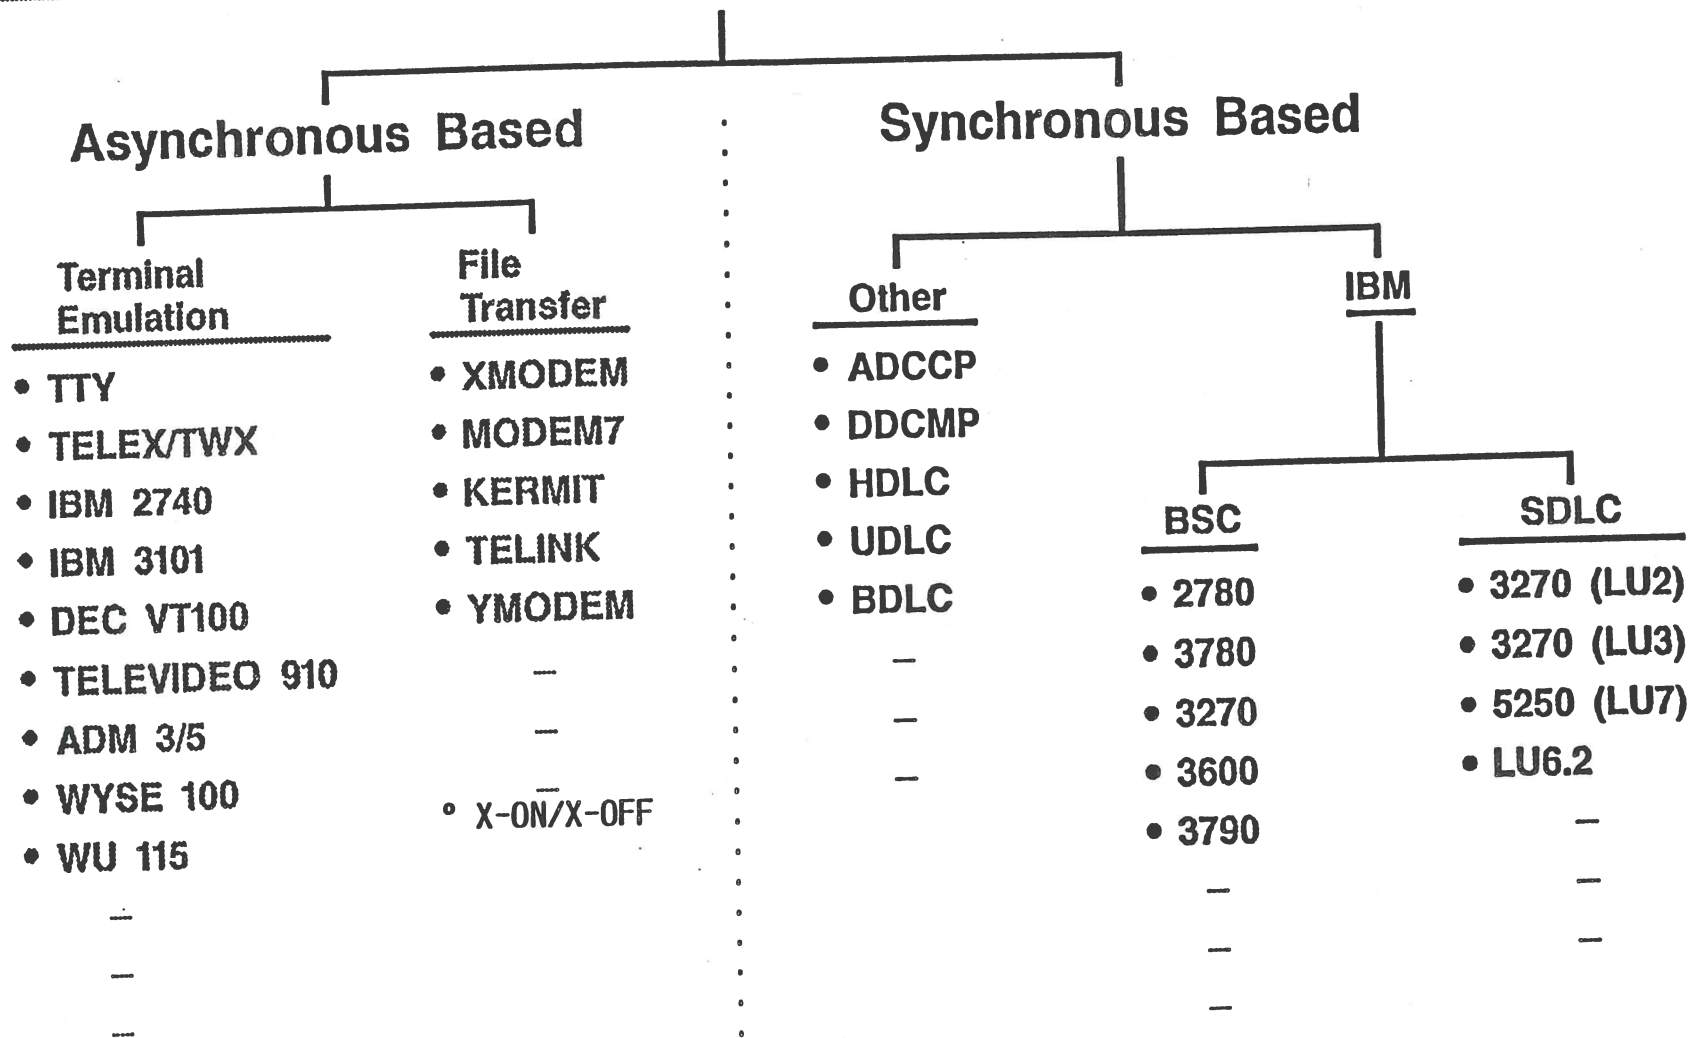 Asynchronous Based
Synchronous Based
Terminal
Emulation
• TTY
• TELEX/TWX
• IBM 2740
• IBM 3101
• DEC VT100
• TELEVIDEO 910
• ADM 3/5
• WYSE 100
• WU 115
–
–
–
File
Transfer
• XMODEM
• MODEM7
• KERMIT
• TELINK
• YMODEM
–
–
–
° X-ON/X-OFF
Other
• ADCCP
• DDCMP
• HDLC
• UDLC
• BDLC
–
–
–
IBM
BSC
• 2780
• 3780
• 3270
• 3600
• 3790
–
–
–
SDLC
• 3270 (LU2)
• 3270 (LU3)
• 5250 (LU7)
• LU6.2
–
–
–